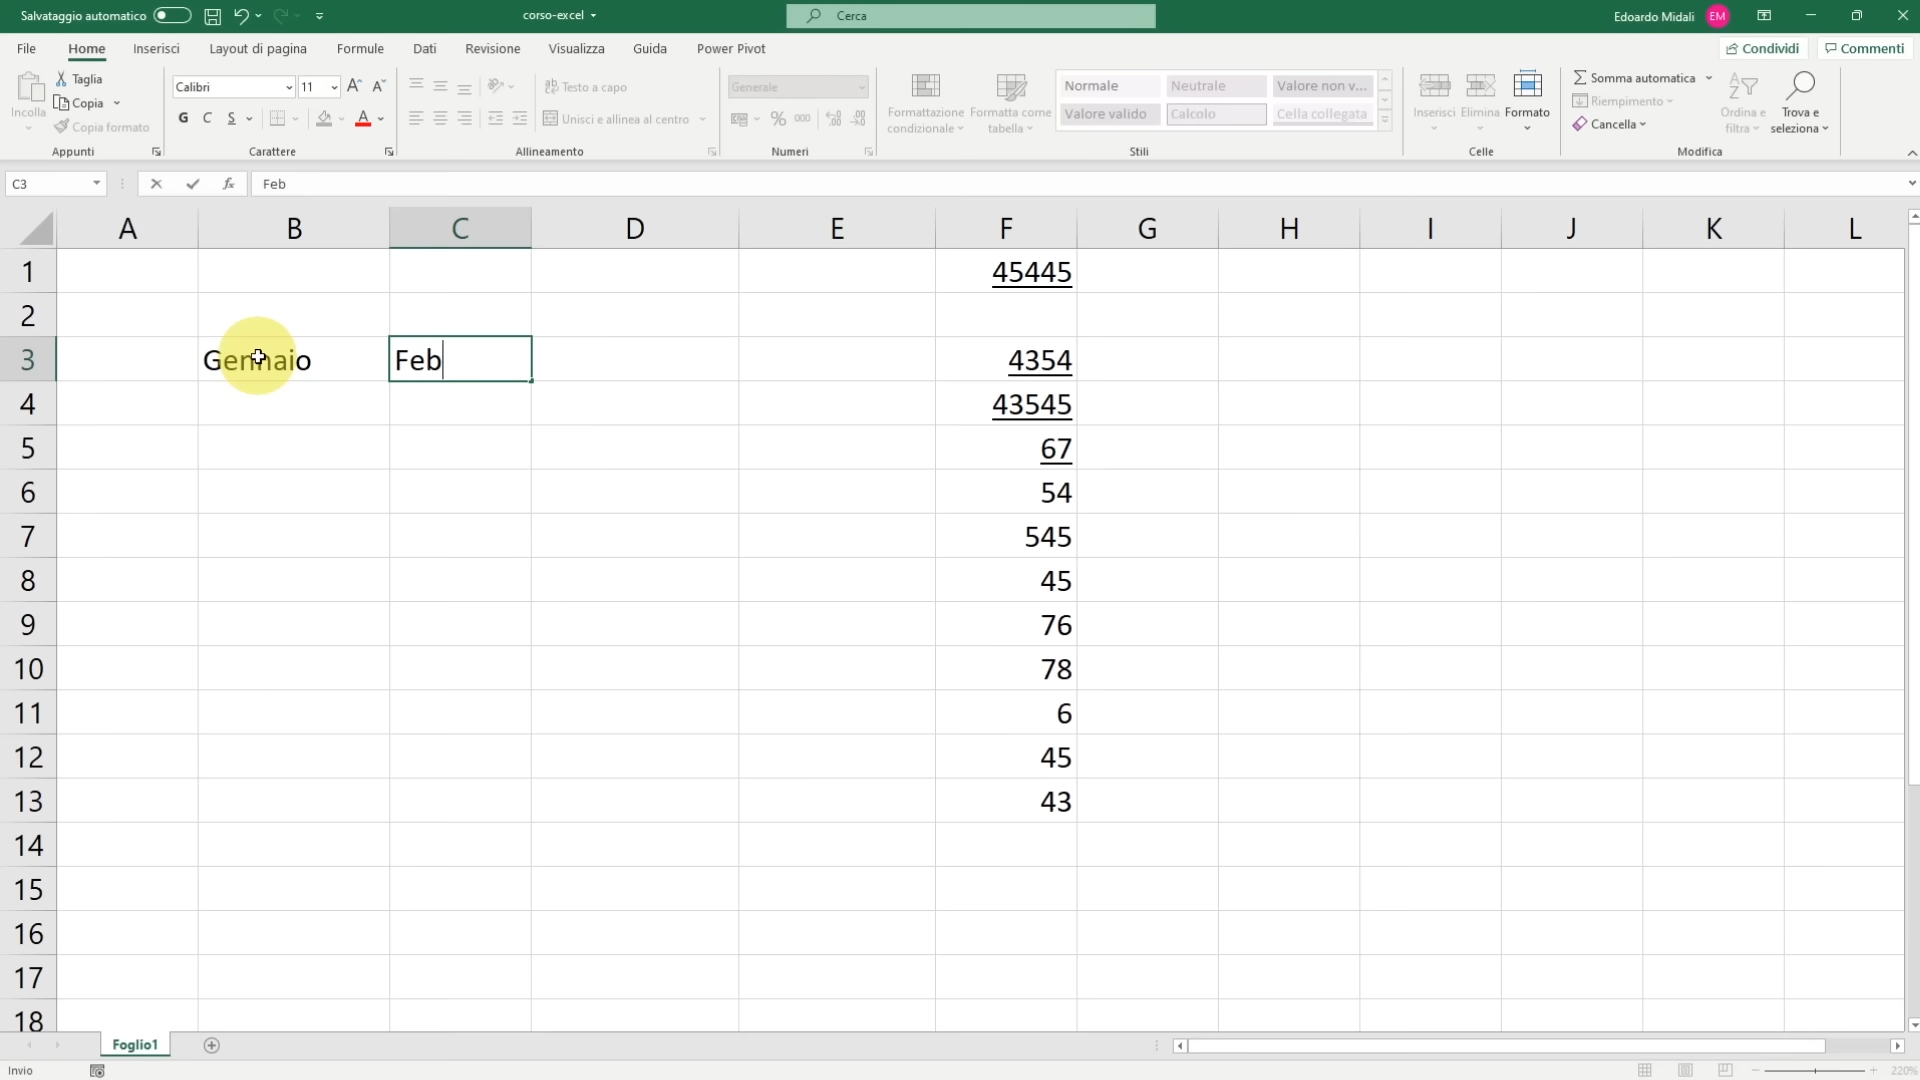 Salvataggio automatico
corso-excel
Cerca
Edoardo Midali
EM
File
Home
Inserisci
Layout di pagina
Formule
Dati
Revisione
Visualizza
Guida
Power Pivot
Condividi
Commenti
Incolla
Taglia
Copia
Copia formato
Appunti
Calibri
11
G C S
A
Carattere
Testo a capo
Unisci e allinea al centro
Allineamento
Generale
% 000
Numeri
Formattazione condizionale
Formatta come tabella
Normale
Neutrale
Valore non v...
Valore valido
Calcolo
Cella collegata
Stili
Inserisci
Elimina
Formato
Celle
Somma automatica
Riempimento
Cancella
Ordina e filtra
Trova e seleziona
Modifica
C3
fx
Feb
A B C D E F G H I J K L
1 45445
2
3 Gennaio Feb 4354
4 43545
5 67
6 54
7 545
8 45
9 76
10 78
11 6
12 45
13 43
14
15
16
17
18
Foglio1
Invio
220%